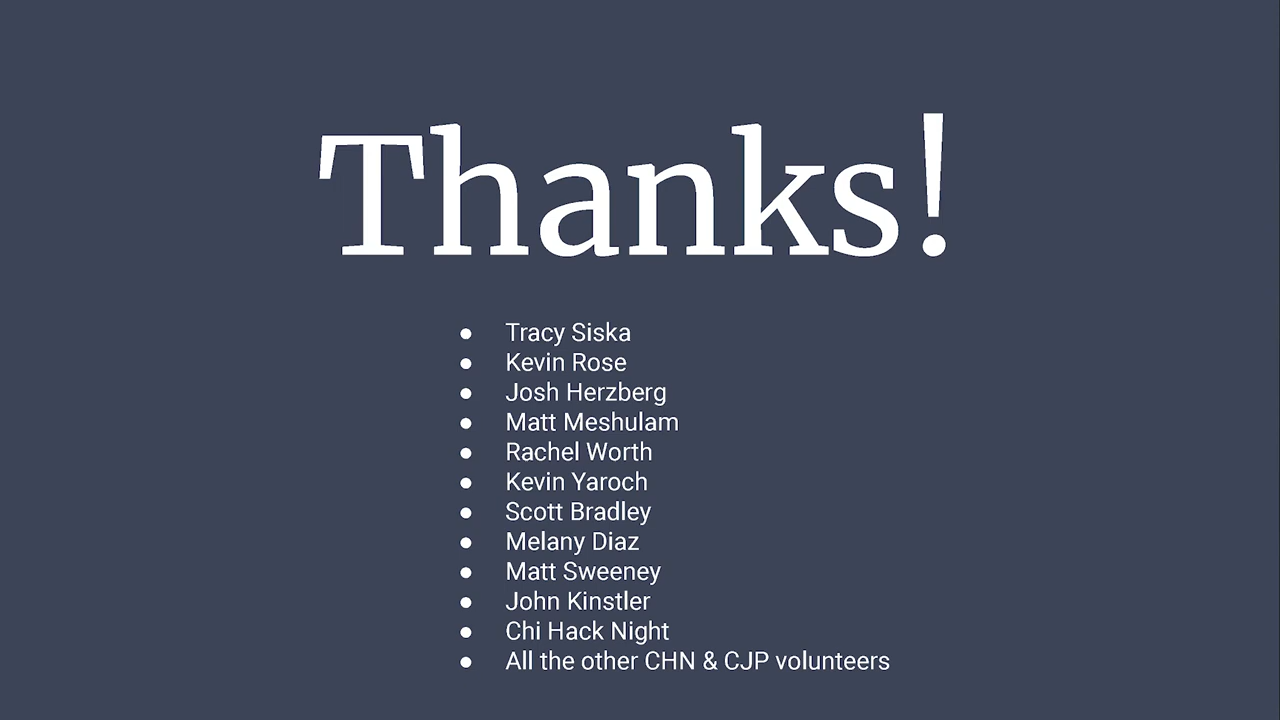 Thanks!
● Tracy Siska
● Kevin Rose
● Josh Herzberg
● Matt Meshulam
● Rachel Worth
● Kevin Yaroch
● Scott Bradley
● Melany Diaz
● Matt Sweeney
● John Kinstler
● Chi Hack Night
● All the other CHN & CJP volunteers